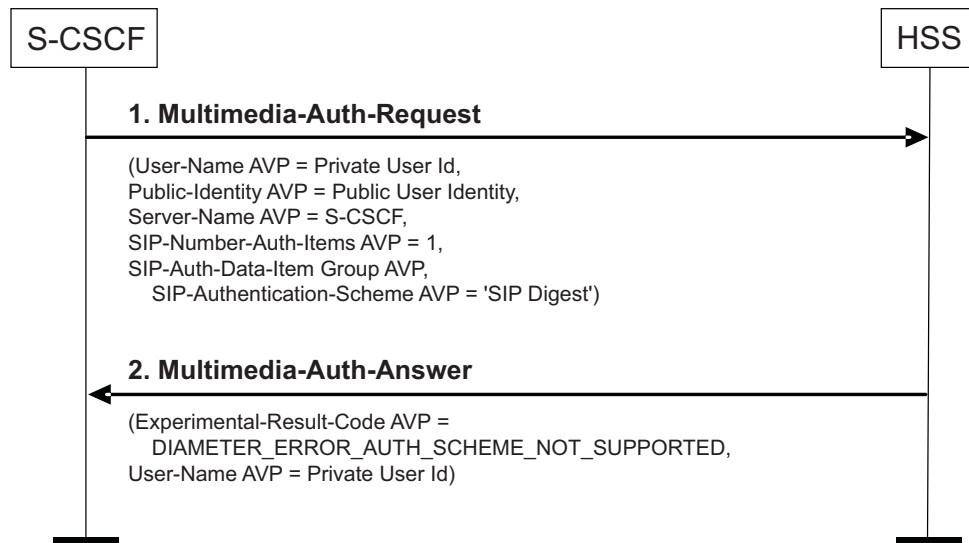 S-CSCF
HSS
1. Multimedia-Auth-Request
(User-Name AVP = Private User Id,
Public-Identity AVP = Public User Identity,
Server-Name AVP = S-CSCF,
SIP-Number-Auth-Items AVP = 1,
SIP-Auth-Data-Item Group AVP,
SIP-Authentication-Scheme AVP = 'SIP Digest')
2. Multimedia-Auth-Answer
(Experimental-Result-Code AVP =
DIAMETER_ERROR_AUTH_SCHEME_NOT_SUPPORTED,
User-Name AVP = Private User Id)